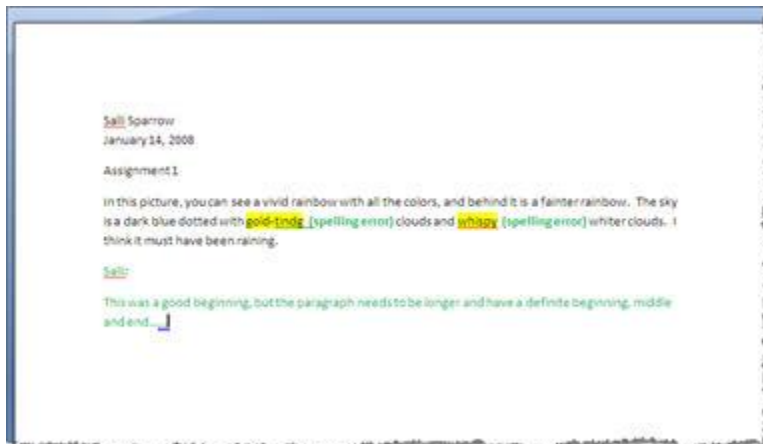 Salli Sparrow
January 14, 2008
Assignment 1
In this picture, you can see a vivid rainbow with all the colors, and behind it is a fainter rainbow. The sky
is a dark blue dotted with gold-tindg (spelling error) clouds and whispy (spelling error) whiter clouds. I
think it must have been raining.
Salli:
This was a good beginning, but the paragraph needs to be longer and have a definite beginning, middle
and end...